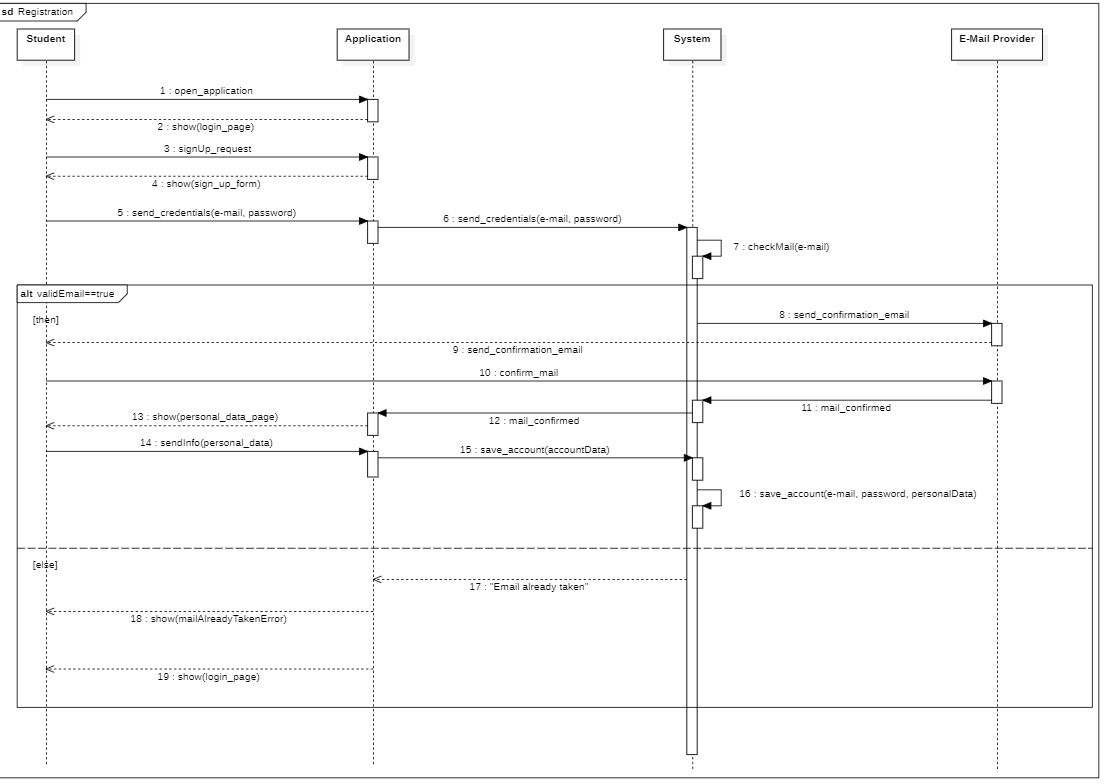 sd Registration
Student
Application
System
E-Mail Provider
1 : open_application
2 : show(login_page)
3 : signUp_request
4 : show(sign_up_form)
5 : send_credentials(e-mail, password)
6 : send_credentials(e-mail, password)
7 : checkMail(e-mail)
alt validEmail==true
[then]
8 : send_confirmation_email
9 : send_confirmation_email
10 : confirm_mail
11 : mail_confirmed
12 : mail_confirmed
13 : show(personal_data_page)
14 : sendInfo(personal_data)
15 : save_account(accountData)
16 : save_account(e-mail, password, personalData)
[else]
17 : "Email already taken"
18 : show(mailAlreadyTakenError)
19 : show(login_page)